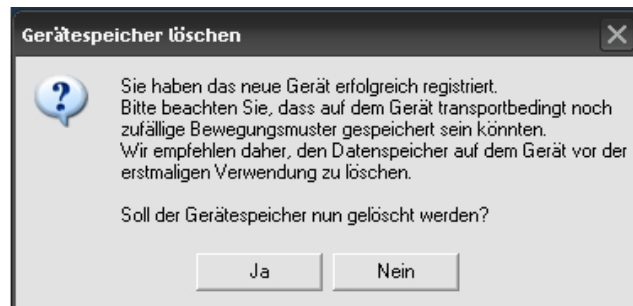 Gerätespeicher löschen
Sie haben das neue Gerät erfolgreich registriert.
Bitte beachten Sie, dass auf dem Gerät transportbedingt noch
zufällige Bewegungsmuster gespeichert sein könnten.
Wir empfehlen daher, den Datenspeicher auf dem Gerät vor der
erstmaligen Verwendung zu löschen.
Soll der Gerätespeicher nun gelöscht werden?
Ja
Nein